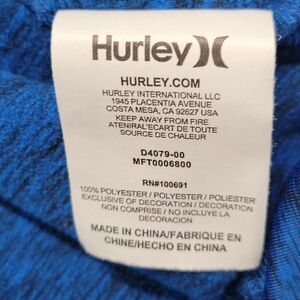 Hurley
HURLEY.COM
HURLEY INTERNATIONAL LLC
1945 PLACENTIA AVENUE
COSTA MESA, CA 92627 USA
KEEP AWAY FROM FIRE
ATENIRAL'ECART DE TOUTE
SOURCE DE CHALEUR
D4079-00
MFT0006800
RN#100691
100% POLYESTER / POLYESTER / POLIESTER
EXCLUSIVE OF DECORATION / DECORATION
NON COMPRISE / NO INCLUYE LA
DECORACION
MADE IN CHINA/FABRIQUE EN
CHINE/HECHO EN CHINA